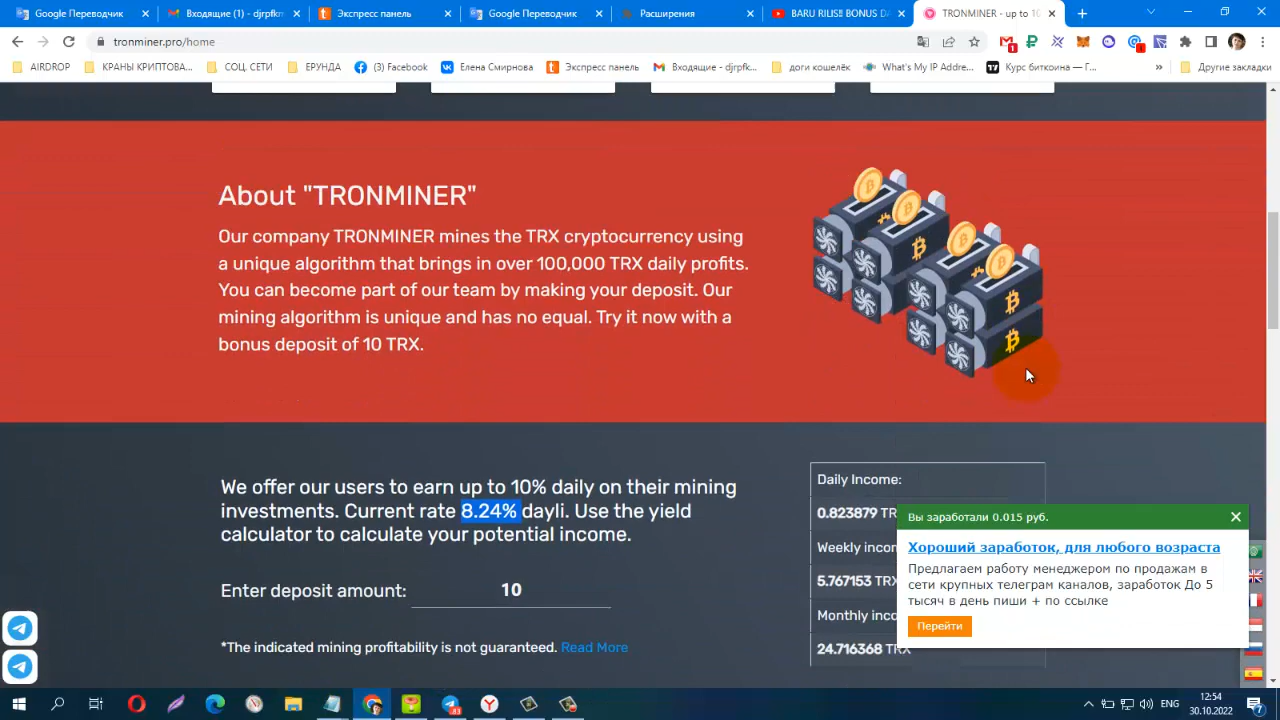 Google Переводчик
Входящие (1) - djrpfkn
Экспресс панель
Google Переводчик
Расширения
BARU RILIS!! BONUS DA
TRONMINER - up to 10
tronminer.pro/home
1
1
AIRDROP
КРАНЫ КРИПТОВА...
СОЦ. СЕТИ
ЕРУНДА
(3) Facebook
Елена Смирнова
Экспресс панель
Входящие - djrpfk...
доги кошелёк
What's My IP Addre...
Курс биткоина — Г...
»
Другие закладки
About "TRONMINER"
Our company TRONMINER mines the TRX cryptocurrency using
a unique algorithm that brings in over 100,000 TRX daily profits.
You can become part of our team by making your deposit. Our
mining algorithm is unique and has no equal. Try it now with a
bonus deposit of 10 TRX.
We offer our users to earn up to 10% daily on their mining
investments. Current rate 8.24% dayli. Use the yield
calculator to calculate your potential income.
Enter deposit amount: 10
*The indicated mining profitability is not guaranteed. Read More
Daily Income:
0.823879 TR
Weekly incon
5.767153 TRX
Monthly inco
24.716368 TRX
Вы заработали 0.015 руб.
Хороший заработок, для любого возраста
Предлагаем работу менеджером по продажам в
сети крупных телеграм каналов, заработок До 5
тысяч в день пиши + по ссылке
Перейти
ENG
12:54
30.10.2022